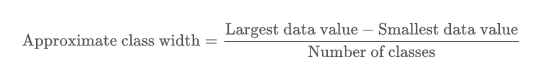 Approximate class width = Largest data value − Smallest data value
Number of classes